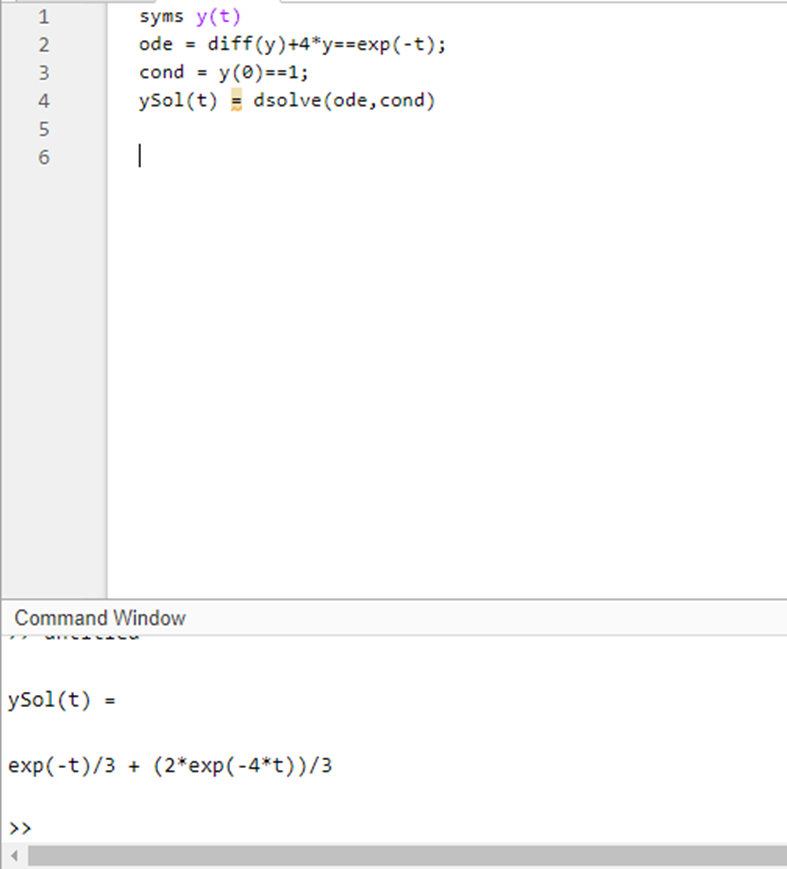 1 syms y(t)
2 ode = diff(y)+4*y==exp(-t);
3 cond = y(0)==1;
4 ySol(t) = dsolve(ode,cond)
5
6
Command Window
>> untitled
ySol(t) =
exp(-t)/3 + (2*exp(-4*t))/3
>>